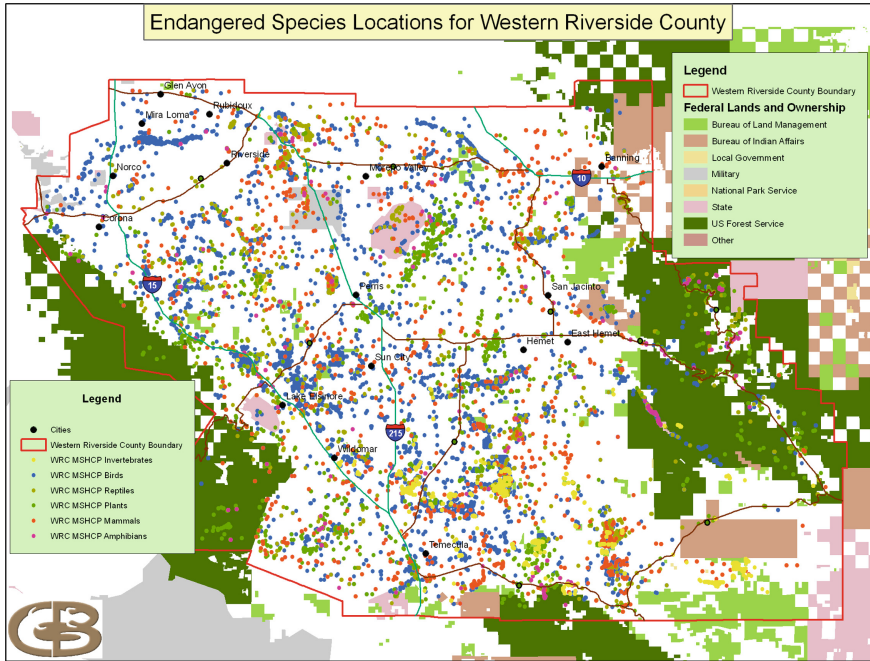 Endangered Species Locations for Western Riverside County
Legend
Western Riverside County Boundary
Federal Lands and Ownership
Bureau of Land Management
Bureau of Indian Affairs
Local Government
Military
National Park Service
State
US Forest Service
Other
Glen Avon
Rubidoux
Mira Loma
Riverside
Norco
Moreno Valley
Banning
10
Corona
15
Perris
San Jacinto
Hemet
East Hemet
Sun City
Lake Elsinore
215
Wildomar
Temecula
Legend
Cities
Western Riverside County Boundary
WRC MSHCP Invertebrates
WRC MSHCP Birds
WRC MSHCP Reptiles
WRC MSHCP Plants
WRC MSHCP Mammals
WRC MSHCP Amphibians
CB